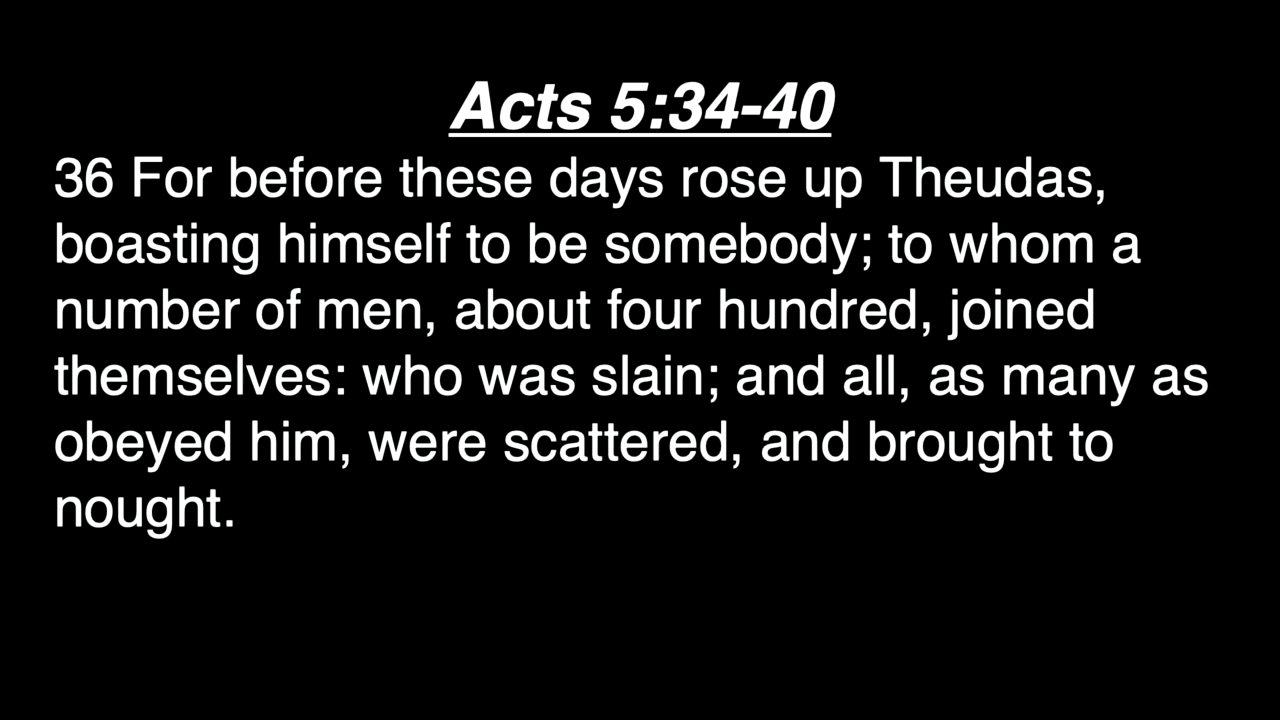 Acts 5:34-40
36 For before these days rose up Theudas,
boasting himself to be somebody; to whom a
number of men, about four hundred, joined
themselves: who was slain; and all, as many as
obeyed him, were scattered, and brought to
nought.